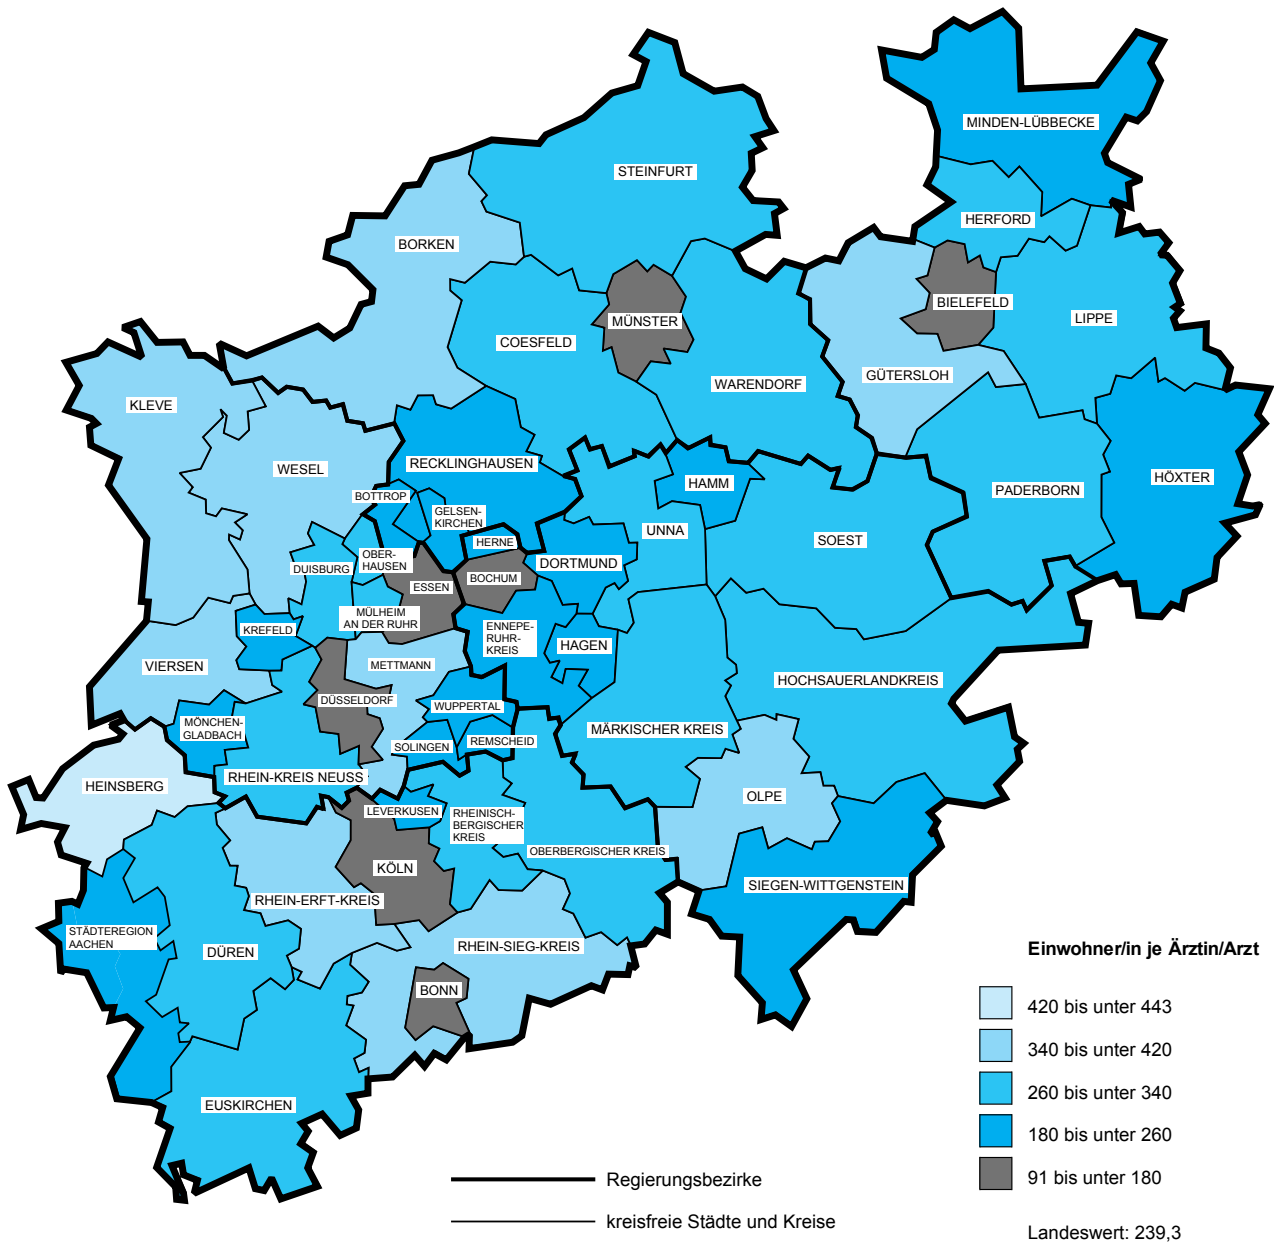 MINDEN-LÜBBECKE
STEINFURT
HERFORD
BORKEN
BIELEFELD
MÜNSTER
LIPPE
COESFELD
GÜTERSLOH
WARENDORF
KLEVE
WESEL
RECKLINGHAUSEN
HÖXTER
HAMM
PADERBORN
BOTTROP
GELSEN-
KIRCHEN
UNNA
SOEST
HERNE
OBER-
HAUSEN
DORTMUND
DUISBURG
BOCHUM
ESSEN
MÜLHEIM
AN DER RUHR
KREFELD
ENNEPE-
RUHR-
KREIS
HAGEN
VIERSEN
METTMANN
HOCHSAUERLANDKREIS
DÜSSELDORF
WUPPERTAL
MÖNCHEN-
GLADBACH
MÄRKISCHER KREIS
REMSCHEID
SOLINGEN
RHEIN-KREIS NEUSS
HEINSBERG
OLPE
LEVERKUSEN
RHEINISCH-
BERGISCHER
KREIS
OBERBERGISCHER KREIS
KÖLN
SIEGEN-WITTGENSTEIN
RHEIN-ERFT-KREIS
STÄDTEREGION
AACHEN
RHEIN-SIEG-KREIS
DÜREN
BONN
EUSKIRCHEN
Einwohner/in je Ärztin/Arzt
420 bis unter 443
340 bis unter 420
260 bis unter 340
180 bis unter 260
91 bis unter 180
Landeswert: 239,3
Regierungsbezirke
kreisfreie Städte und Kreise